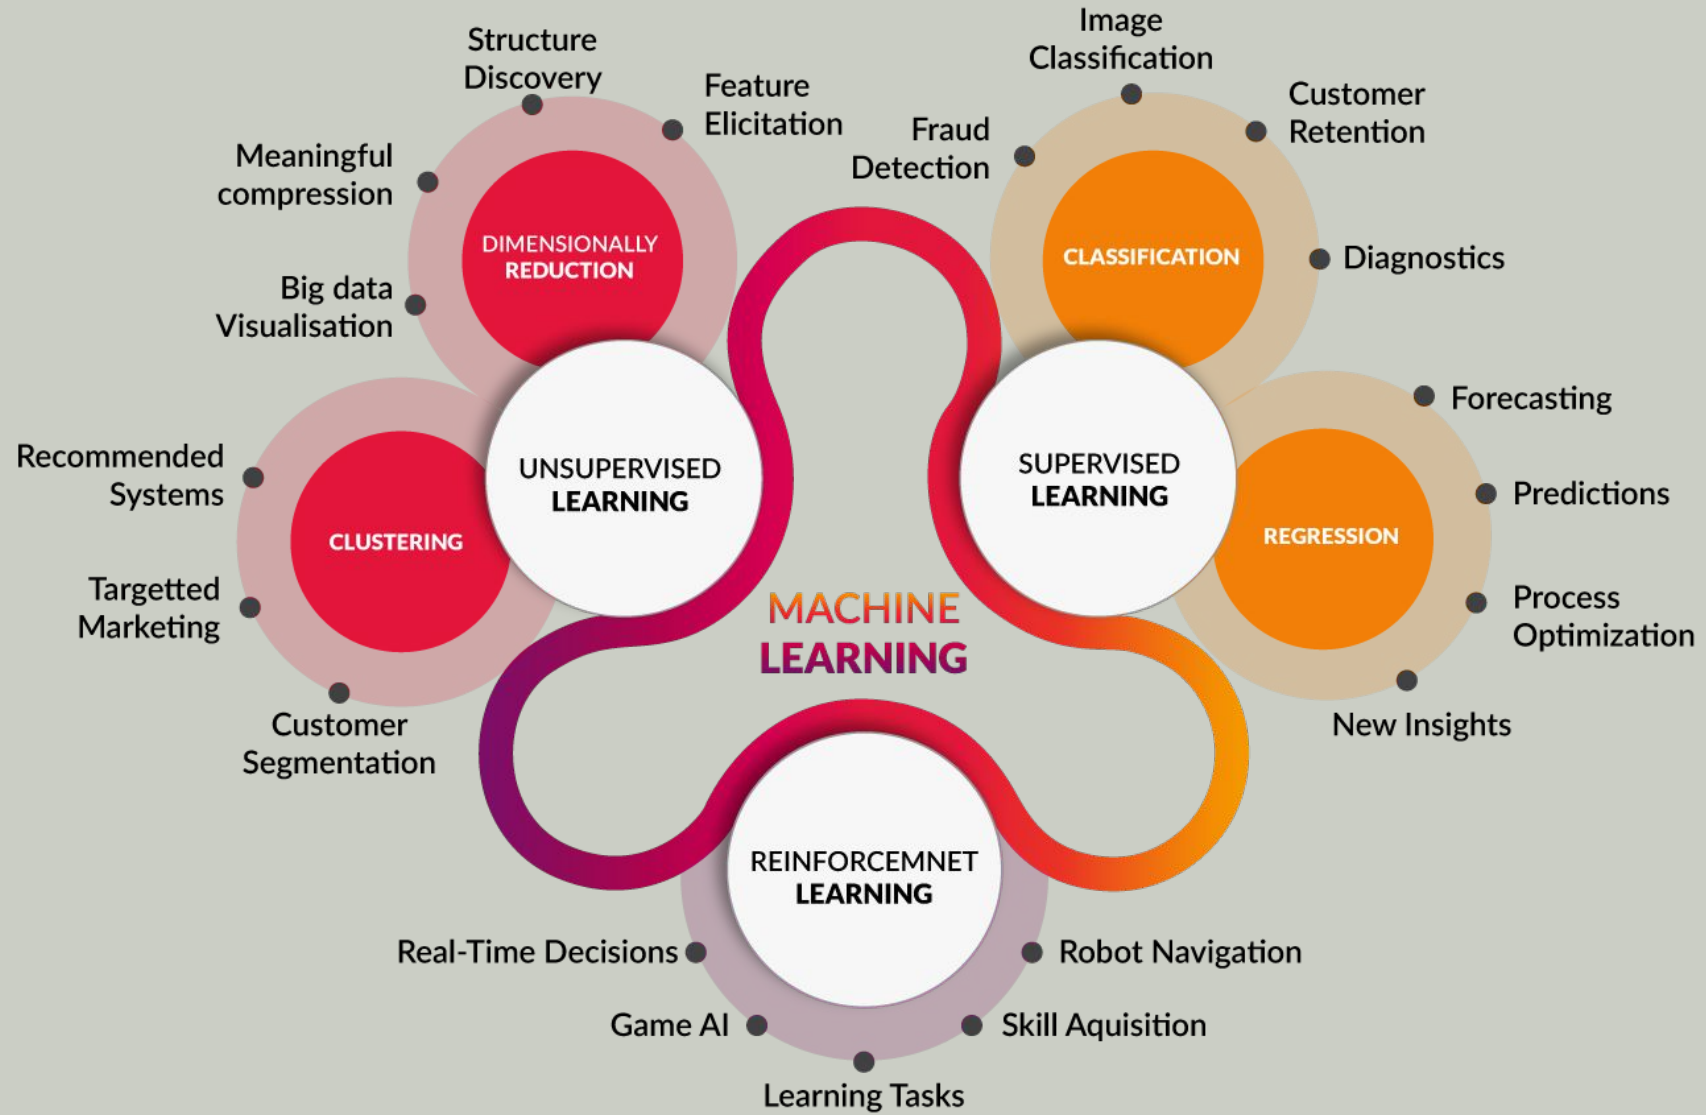 Structure
Discovery
Feature
Elicitation
Meaningful
compression
Big data
Visualisation
DIMENSIONALLY
REDUCTION
Image
Classification
Customer
Retention
Fraud
Detection
Diagnostics
CLASSIFICATION
UNSUPERVISED
LEARNING
SUPERVISED
LEARNING
Recommended
Systems
Targetted
Marketing
Customer
Segmentation
CLUSTERING
Forecasting
Predictions
Process
Optimization
New Insights
REGRESSION
MACHINE
LEARNING
REINFORCEMNET
LEARNING
Real-Time Decisions
Game AI
Learning Tasks
Skill Aquisition
Robot Navigation